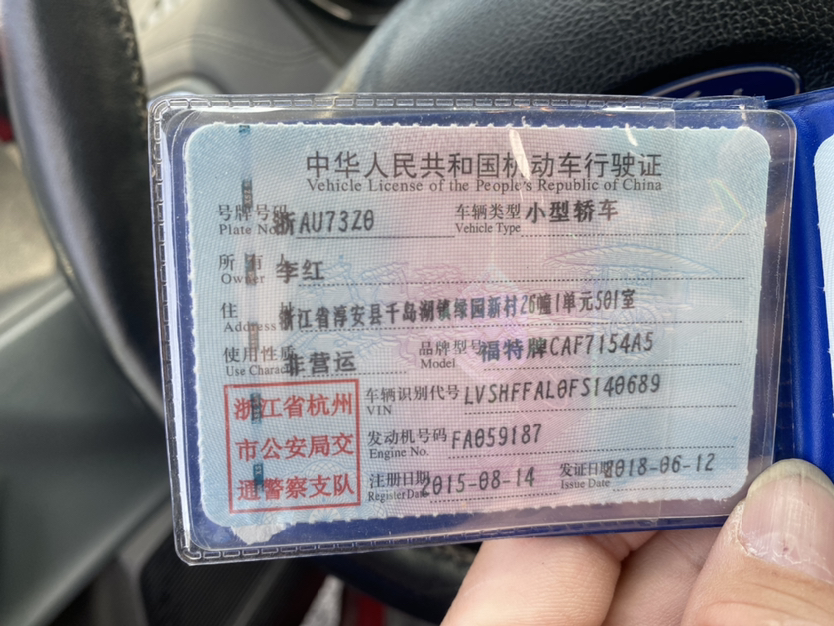 中华人民共和国机动车行驶证
Vehicle License of the People's Republic of China
号牌号码 浙AU73Z0 车辆类型 小型轿车
Plate No. Vehicle Type
所有人 李红
Owner
住址 浙江省淳安县千岛湖镇绿园新村26幢1单元501室
Address
使用性质 非营运 品牌型号 福特牌CAF7154A5
Use Charac Model
浙江省杭州
市公安局交
通警察支队
车辆识别代号 LVSHFFAL0FS140689
VIN
发动机号码 FA059187
Engine No.
注册日期 2015-08-14 发证日期 2018-06-12
Register Date Issue Date